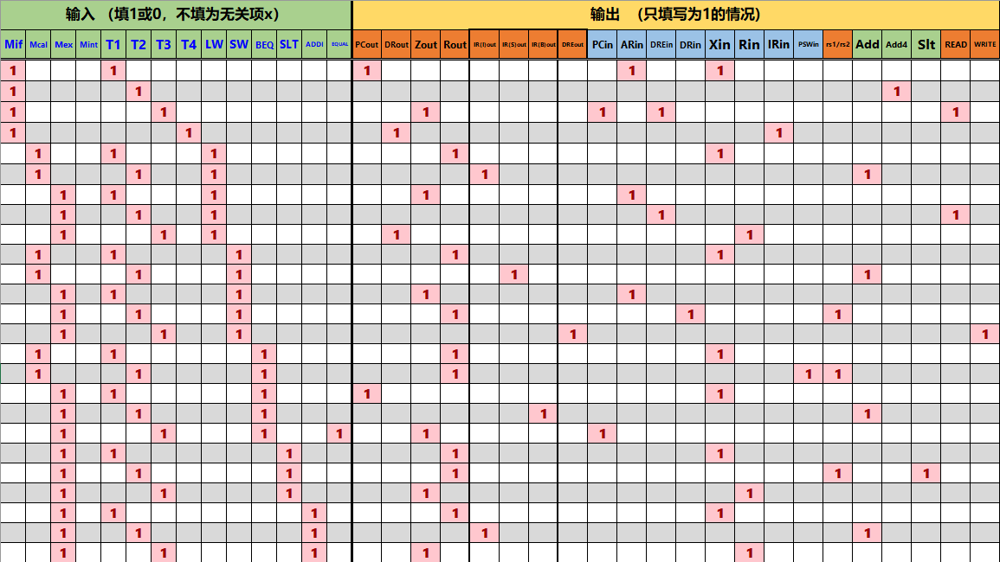 输入 （填1或0，不填为无关项x） 输出 （只填写为1的情况）
Mif Mcal Mex Mint T1 T2 T3 T4 LW SW BEQ SLT ADDI EQUAL PCout DRout Zout Rout IR(I)out IR(S)out IR(B)out DREout PCin ARin DREin DRin Xin Rin IRin PSWin rs1/rs2 Add Add4 Slt READ WRITE
1 1 1 1 1
1 1 1
1 1 1 1 1 1
1 1 1 1
1 1 1 1 1
1 1 1 1 1
1 1 1 1 1
1 1 1 1 1
1 1 1 1 1
1 1 1 1 1
1 1 1 1 1
1 1 1 1 1
1 1 1 1 1 1
1 1 1 1 1
1 1 1 1 1
1 1 1 1 1 1
1 1 1 1 1
1 1 1 1 1
1 1 1 1 1 1
1 1 1 1 1
1 1 1 1 1 1
1 1 1 1 1
1 1 1 1 1
1 1 1 1 1
1 1 1 1 1